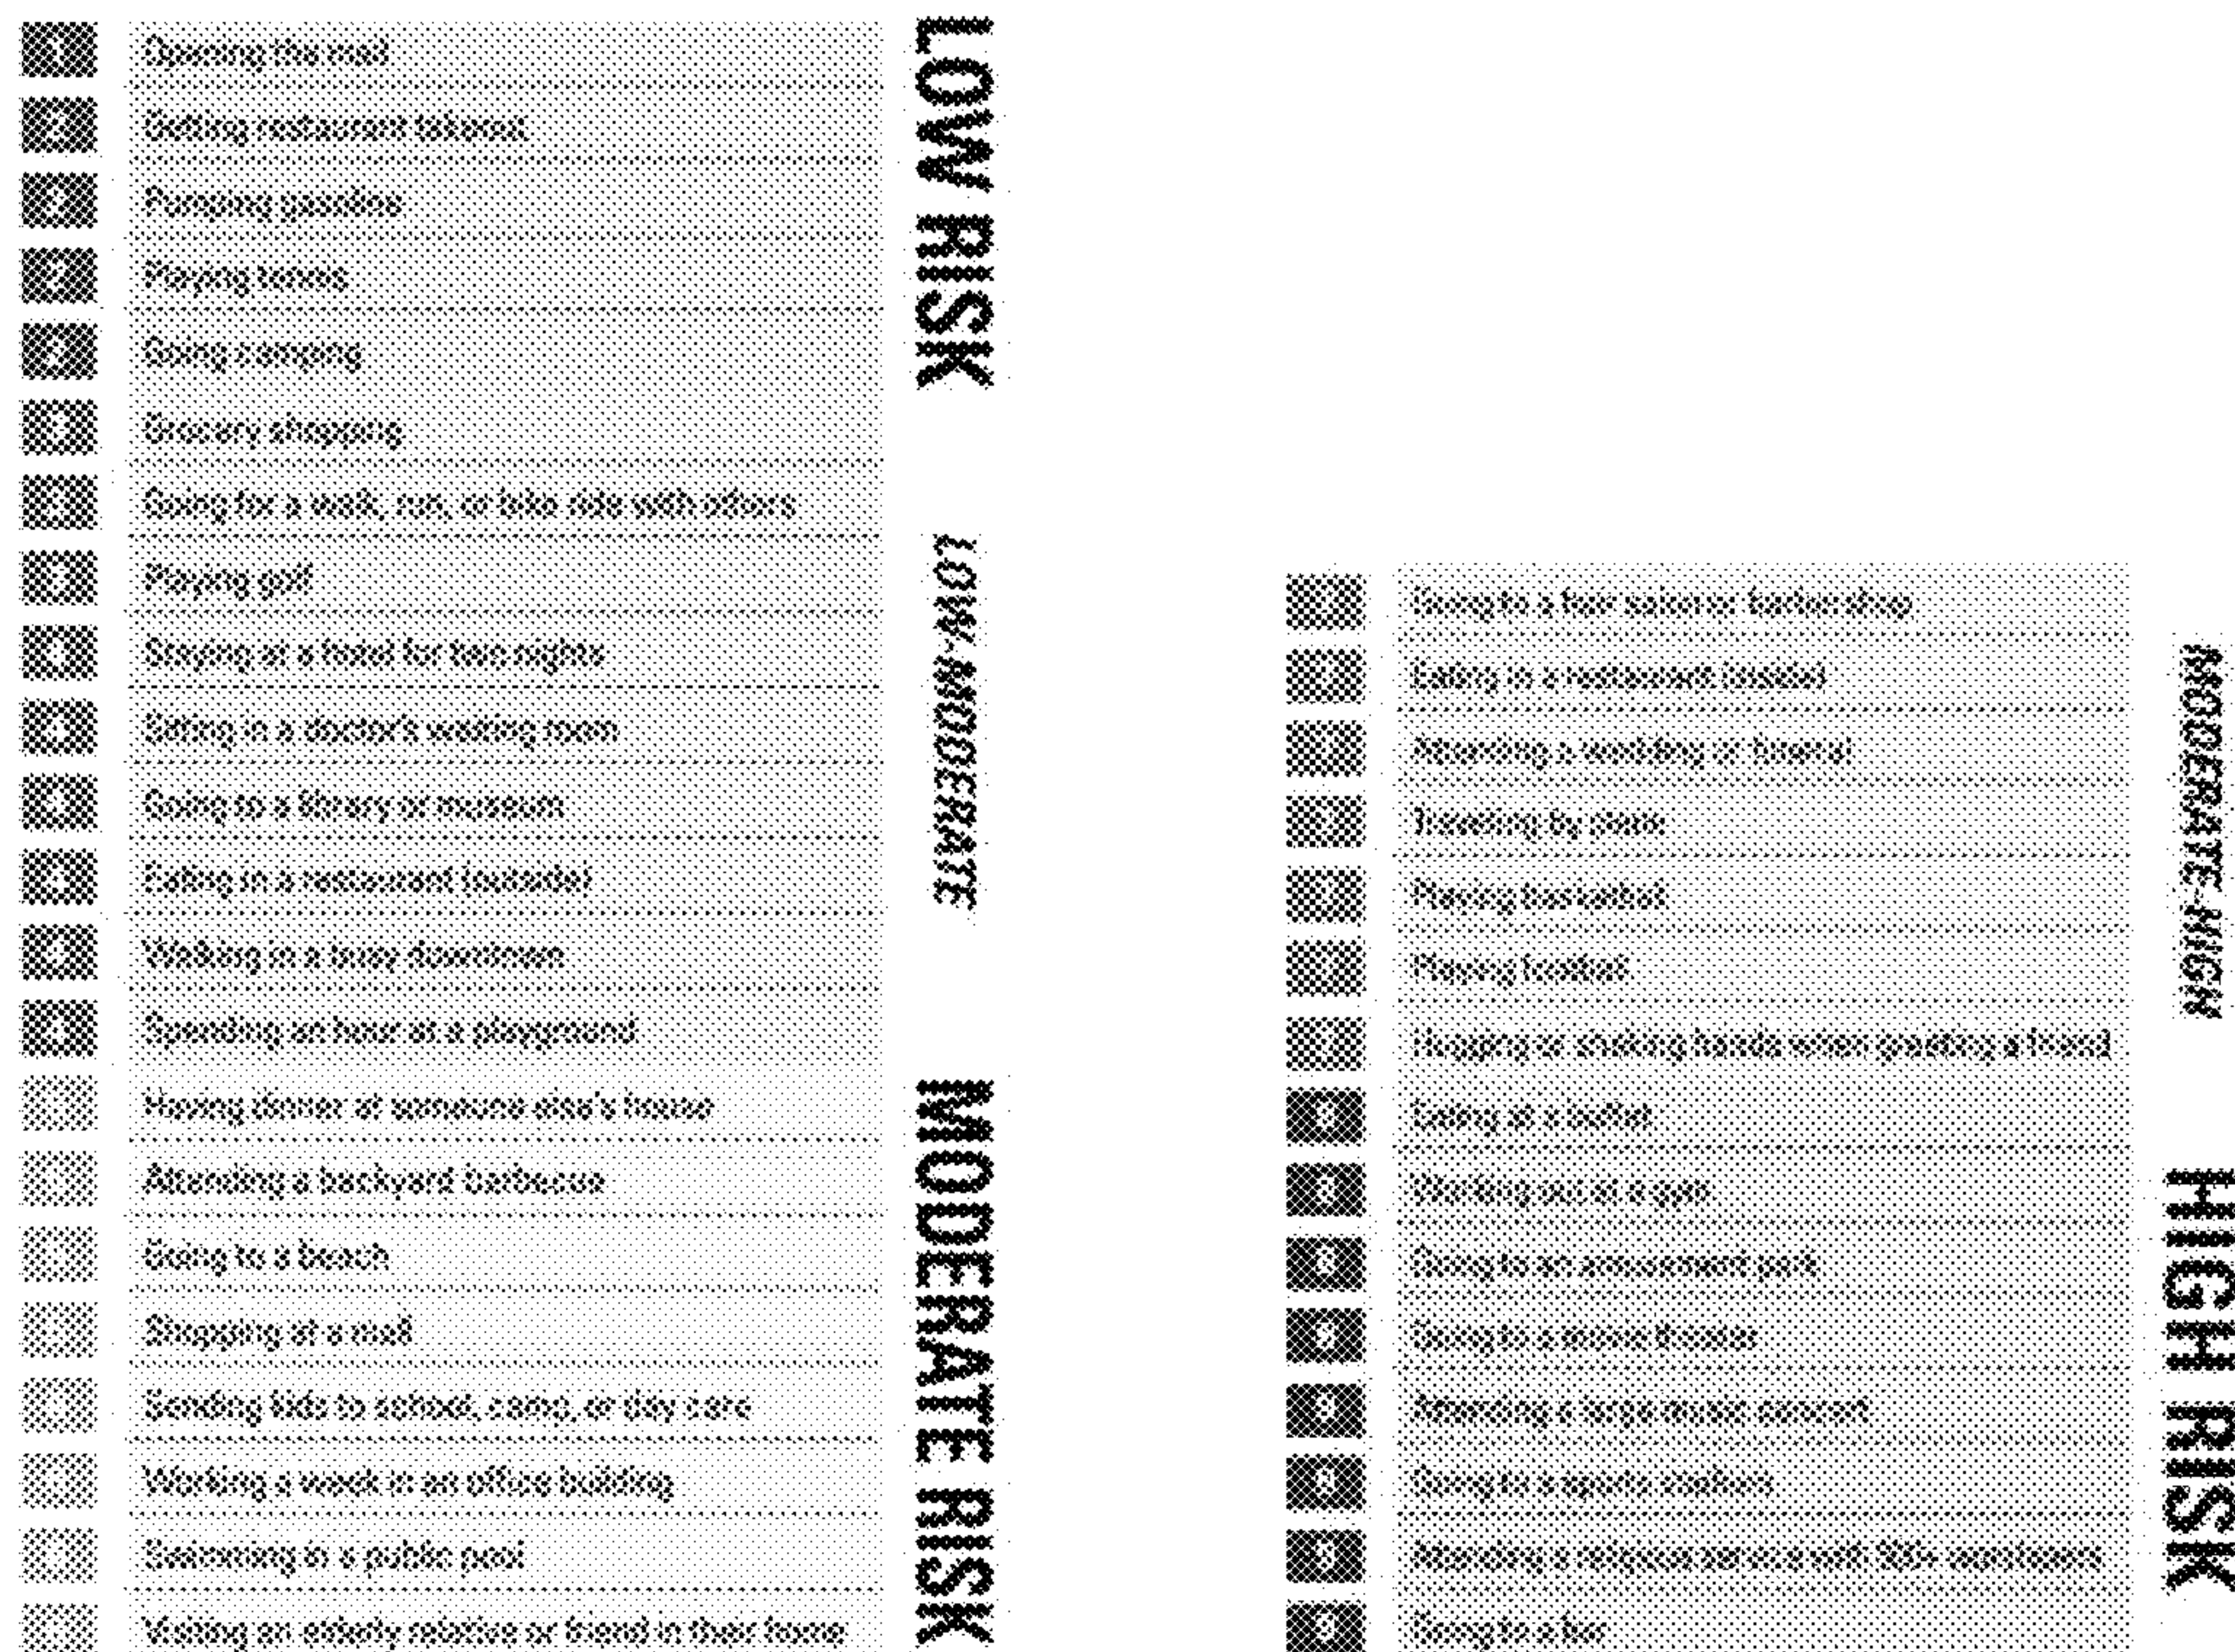 Opening the mail
Getting restaurant takeout
Pumping gasoline
Playing tennis
Going camping
Grocery shopping
Going for a walk, run, or bike ride with others
Playing golf
Staying at a hotel for two nights
Sitting in a doctor's waiting room
Going to a library or museum
Eating in a restaurant (outside)
Walking in a busy downtown
Spending an hour at a playground
Having dinner at someone else's house
Attending a backyard barbecue
Going to a beach
Shopping at a mall
Sending kids to school, camp, or day care
Working a week in an office building
Swimming in a public pool
Visiting an elderly relative or friend in their home
LOW RISK
LOW-MODERATE
MODERATE RISK
Going to a hair salon or barbershop
Eating in a restaurant (inside)
Attending a wedding or funeral
Traveling by plane
Playing basketball
Playing football
Hugging or shaking hands when greeting a friend
Eating at a buffet
Working out at a gym
Going to an amusement park
Going to a movie theater
Attending a large music concert
Going to a sports stadium
Attending a religious service with 500+ worshipers
Going to a bar
MODERATE-HIGH
HIGH RISK